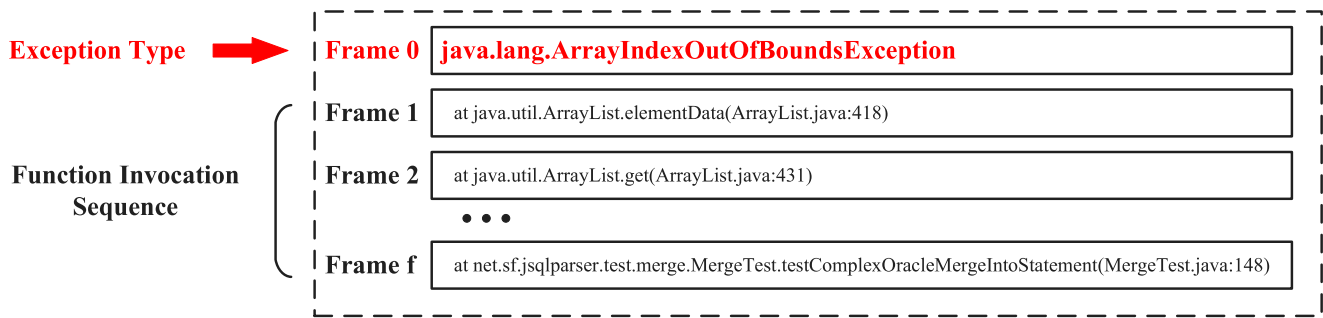 Exception Type
Frame 0
java.lang.ArrayIndexOutOfBoundsException
Frame 1
at java.util.ArrayList.elementData(ArrayList.java:418)
Function Invocation
Sequence
Frame 2
at java.util.ArrayList.get(ArrayList.java:431)
• • •
Frame f
at net.sf.jsqlparser.test.merge.MergeTest.testComplexOracleMergeIntoStatement(MergeTest.java:148)